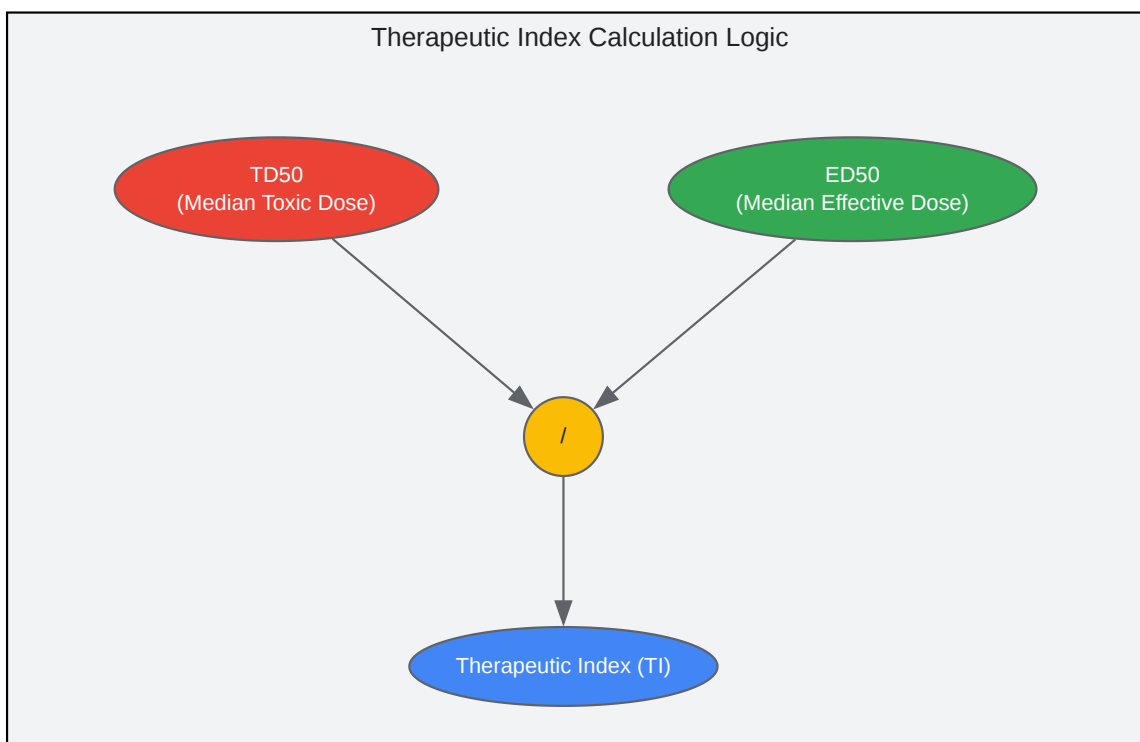 Therapeutic Index Calculation Logic
TD50
(Median Toxic Dose)
ED50
(Median Effective Dose)
/
Therapeutic Index (TI)